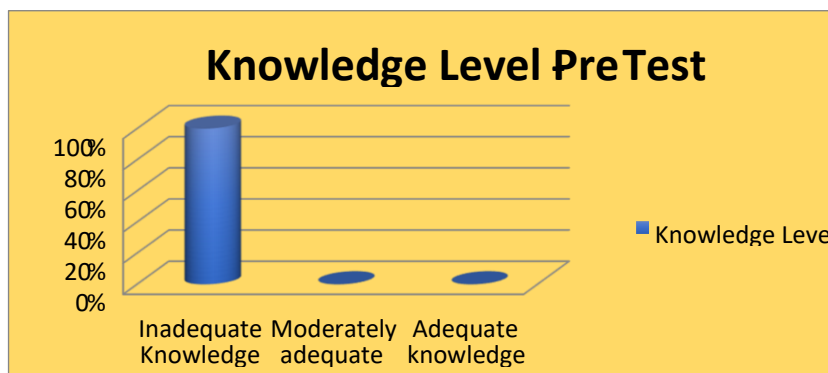 Knowledge Level PreTest
100%
80%
60%
40%
20%
0%
Inadequate Knowledge
Moderately adequate
Adequate knowledge
Knowledge Leve